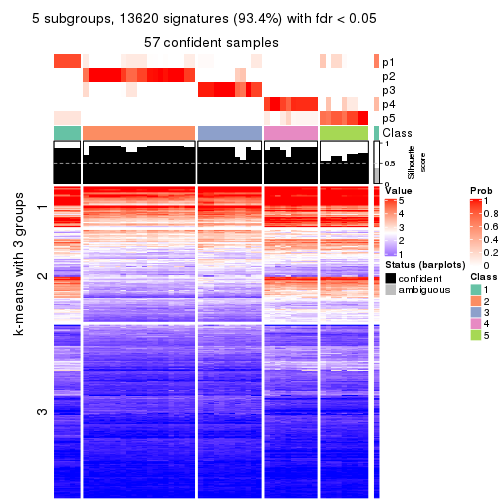 5 subgroups, 13620 signatures (93.4%) with fdr < 0.05
57 confident samples
p1
p2
p3
p4
p5
Class
1
0.5
0
Silhouette
score
k-means with 3 groups
1
2
3
Value
5
4
3
2
1
Status (barplots)
confident
ambiguous
Prob
1
0.8
0.6
0.4
0.2
0
Class
1
2
3
4
5